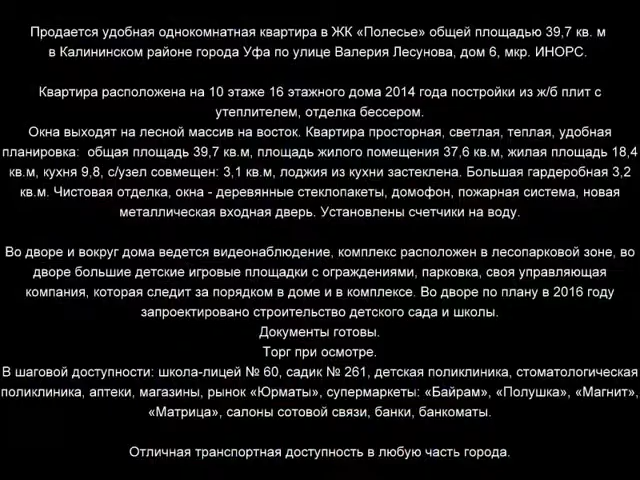 Продается удобная однокомнатная квартира в ЖК «Полесье» общей площадью 39,7 кв. м
в Калининском районе города Уфа по улице Валерия Лесунова, дом 6, мкр. ИНОРС.
Квартира расположена на 10 этаже 16 этажного дома 2014 года постройки из ж/б плит с
утеплителем, отделка бессером.
Окна выходят на лесной массив на восток. Квартира просторная, светлая, теплая, удобная
планировка: общая площадь 39,7 кв.м, площадь жилого помещения 37,6 кв.м, жилая площадь 18,4
кв.м, кухня 9,8, с/узел совмещен: 3,1 кв.м, лоджия из кухни застеклена. Большая гардеробная 3,2
кв.м. Чистовая отделка, окна - деревянные стеклопакеты, домофон, пожарная система, новая
металлическая входная дверь. Установлены счетчики на воду.
Во дворе и вокруг дома ведется видеонаблюдение, комплекс расположен в лесопарковой зоне, во
дворе большие детские игровые площадки с ограждениями, парковка, своя управляющая
компания, которая следит за порядком в доме и в комплексе. Во дворе по плану в 2016 году
запроектировано строительство детского сада и школы.
Документы готовы.
Торг при осмотре.
В шаговой доступности: школа-лицей № 60, садик № 261, детская поликлиника, стоматологическая
поликлиника, аптеки, магазины, рынок «Юрматы», супермаркеты: «Байрам», «Полушка», «Магнит»,
«Матрица», салоны сотовой связи, банки, банкоматы.
Отличная транспортная доступность в любую часть города.